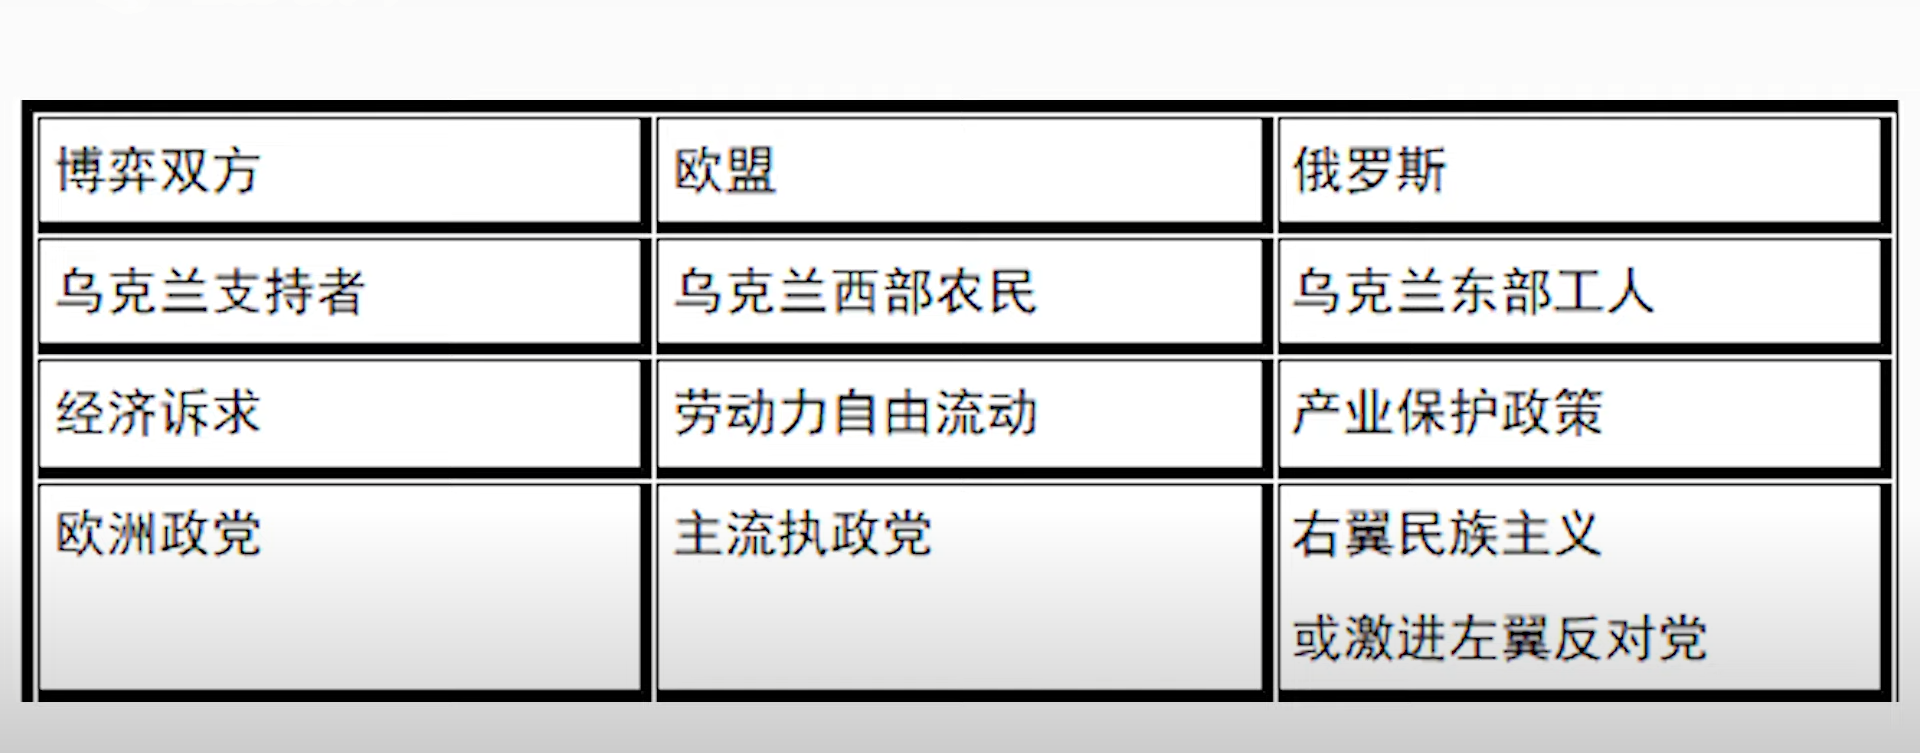 博弈双方 欧盟 俄罗斯
乌克兰支持者 乌克兰西部农民 乌克兰东部工人
经济诉求 劳动力自由流动 产业保护政策
欧洲政党 主流执政党 右翼民族主义
或激进左翼反对党